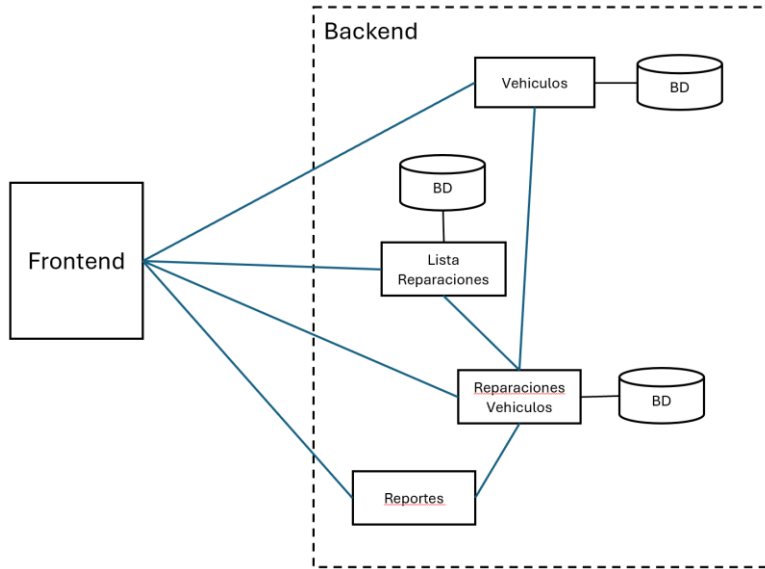 Backend
Vehiculos
BD
BD
Frontend
Lista
Reparaciones
Reparaciones
Vehiculos
BD
Reportes